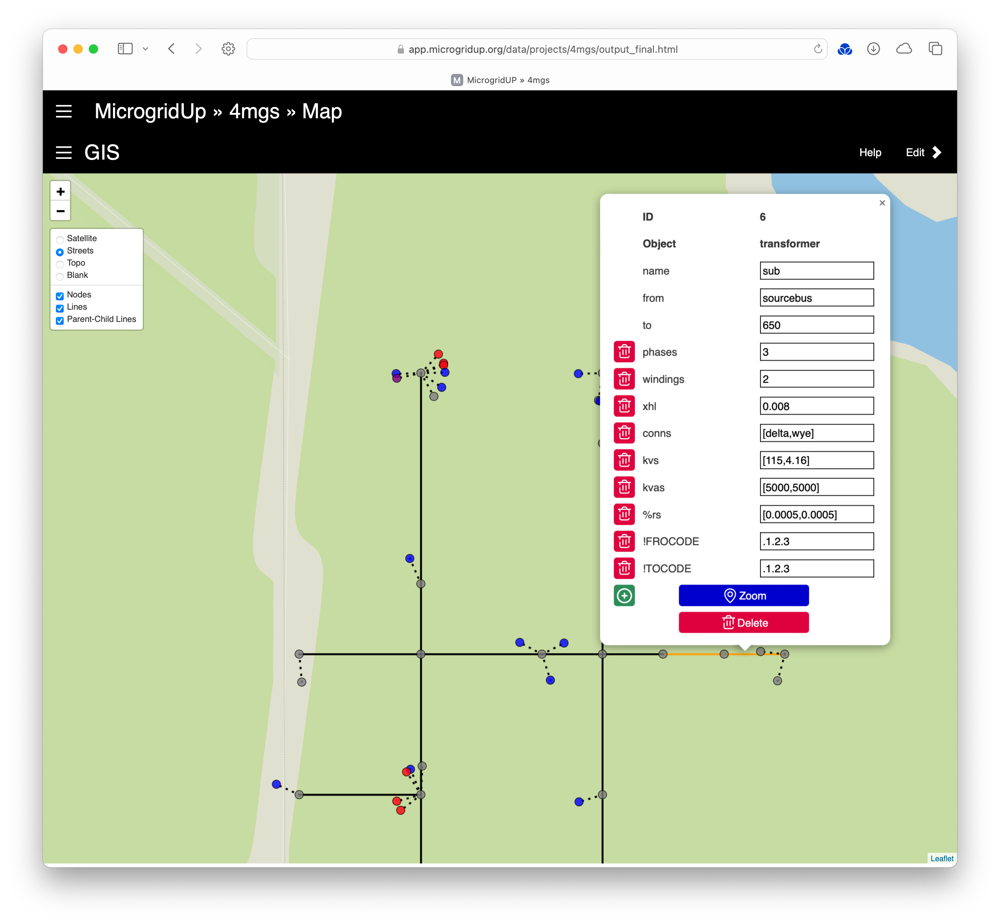 app.microgridup.org/data/projects/4mgs/output_final.html
M MicrogridUP » 4mgs
MicrogridUp » 4mgs » Map
GIS
Help
Edit
+
−
Satellite
Streets
Topo
Blank
Nodes
Lines
Parent-Child Lines
×
ID 6
Object transformer
name sub
from sourcebus
to 650
phases 3
windings 2
xhl 0.008
conns [delta,wye]
kvs [115,4.16]
kvas [5000,5000]
%rs [0.0005,0.0005]
!FROCODE .1.2.3
!TOCODE .1.2.3
Zoom
Delete
Leaflet